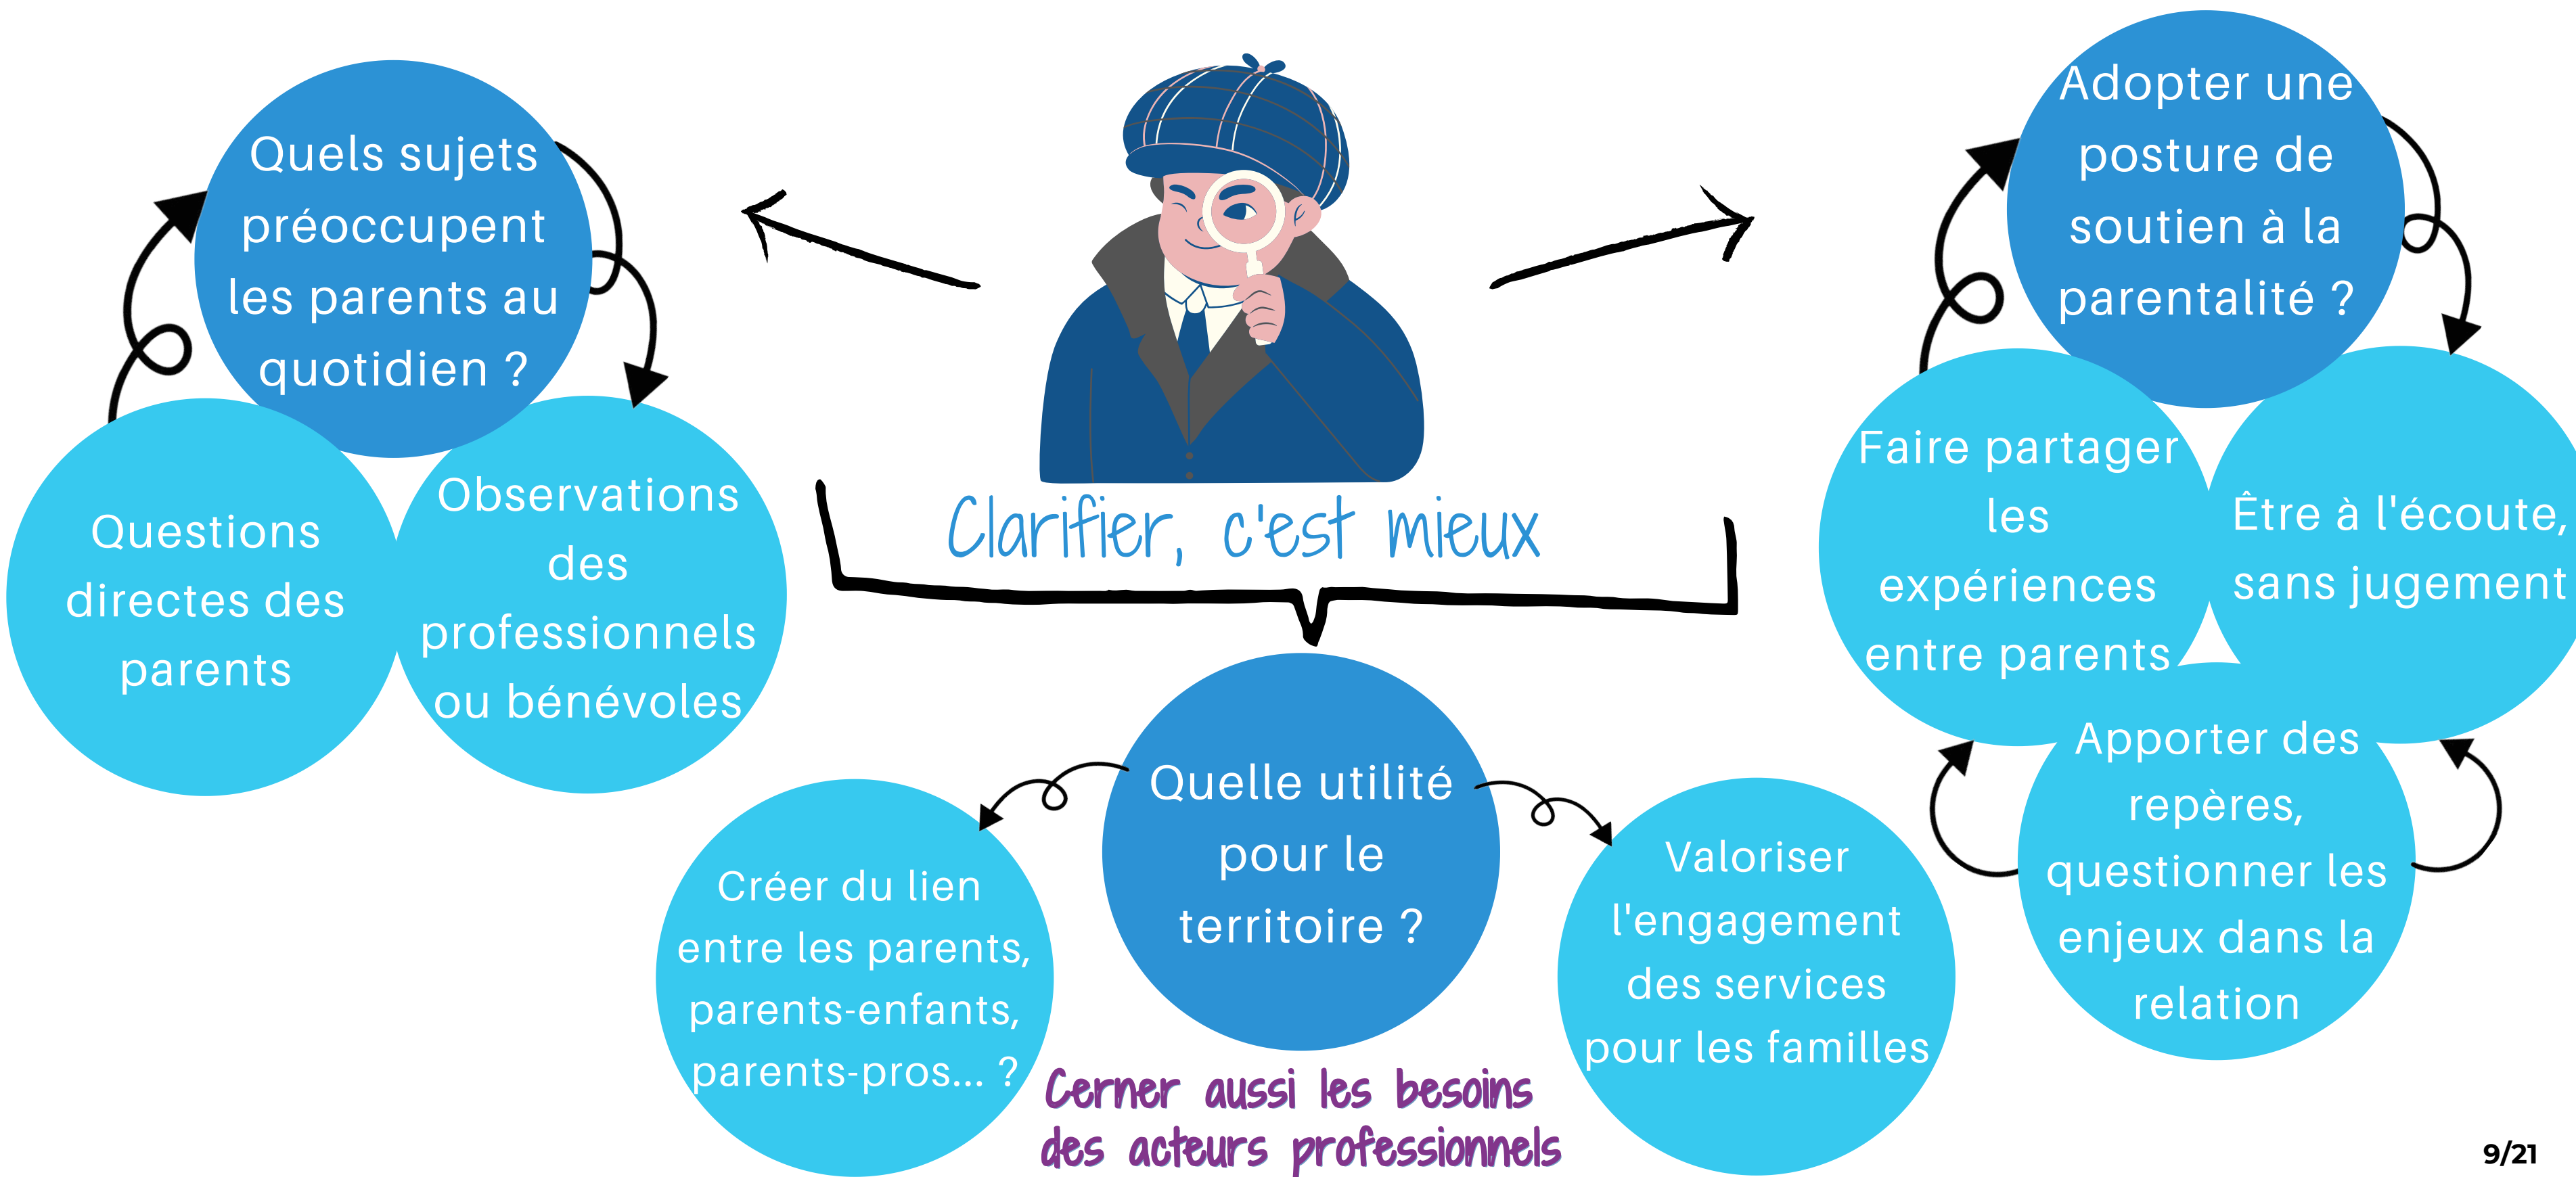 Quels sujets
préoccupent
les parents au
quotidien ?
Questions
directes des
parents
Observations
des
professionnels
ou bénévoles
Clarifier, c'est mieux
Adopter une
posture de
soutien à la
parentalité ?
Faire partager
les
expériences
entre parents
Être à l'écoute,
sans jugement
Apporter des
repères,
questionner les
enjeux dans la
relation
Quelle utilité
pour le
territoire ?
Créer du lien
entre les parents,
parents-enfants,
parents-pros... ?
Valoriser
l'engagement
des services
pour les familles
Cerner aussi les besoins
des acteurs professionnels
9/21